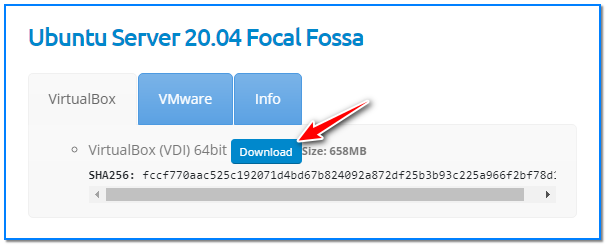 Ubuntu Server 20.04 Focal Fossa
VirtualBox VMware Info
VirtualBox (VDI) 64bit Download Size: 658MB
SHA256: fccf770aac525c192071d4bd67b824092a872df25b3b93c225a966f2bf78d1